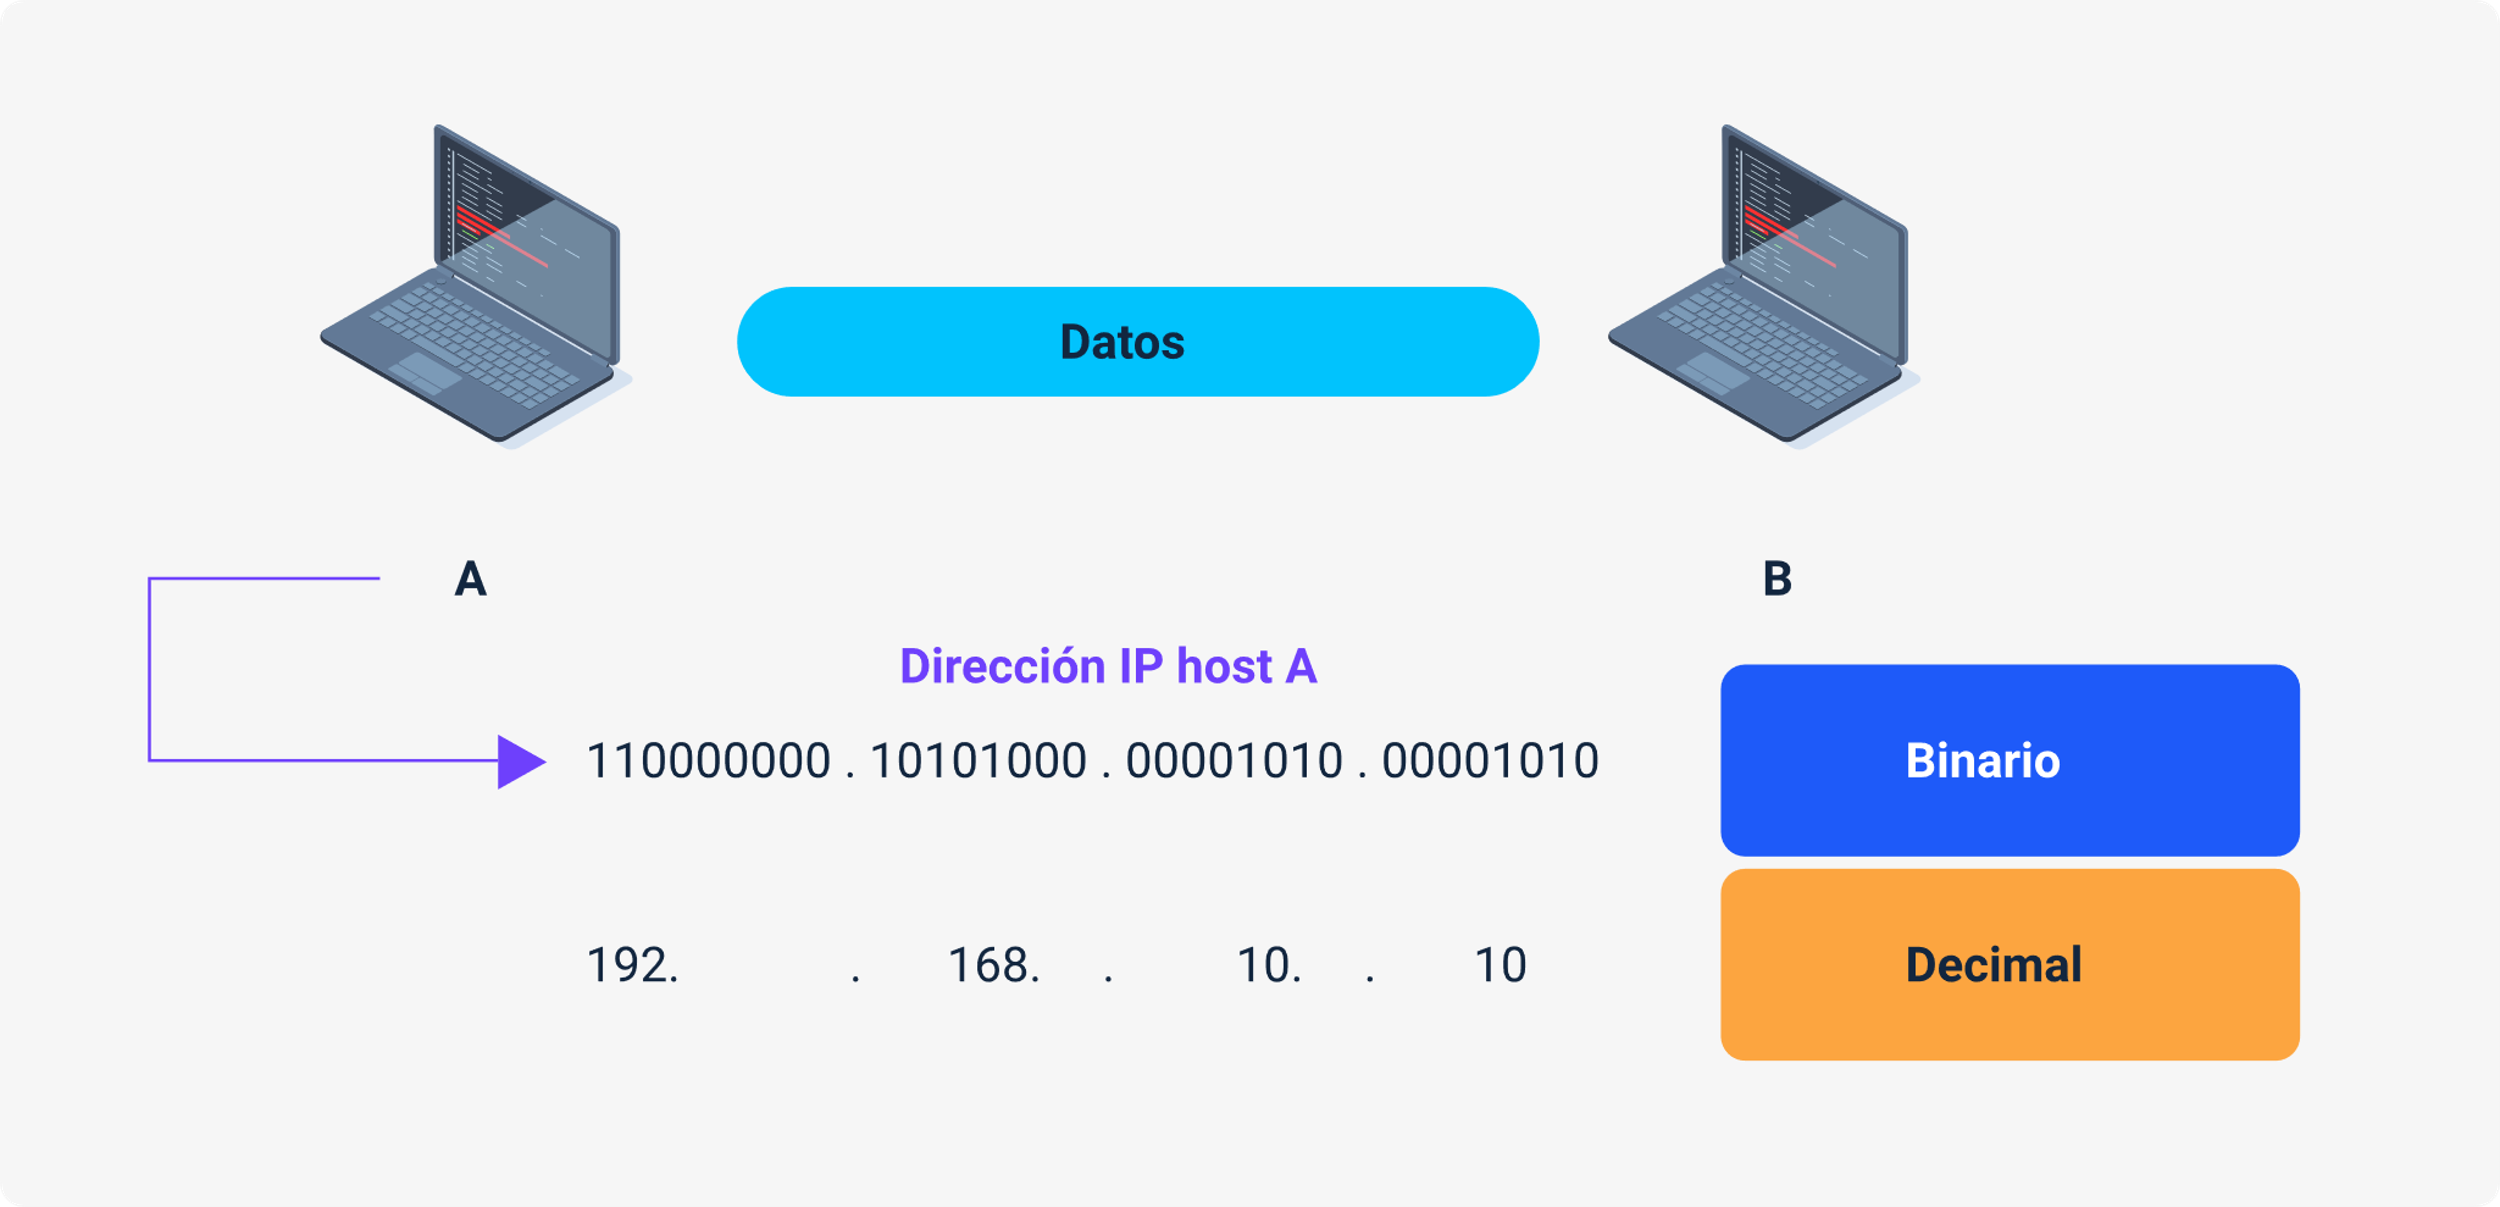 Datos
A
B
Dirección IP host A
110000000 . 10101000 . 00001010 . 00001010
Binario
192. . 168. . 10. . 10
Decimal